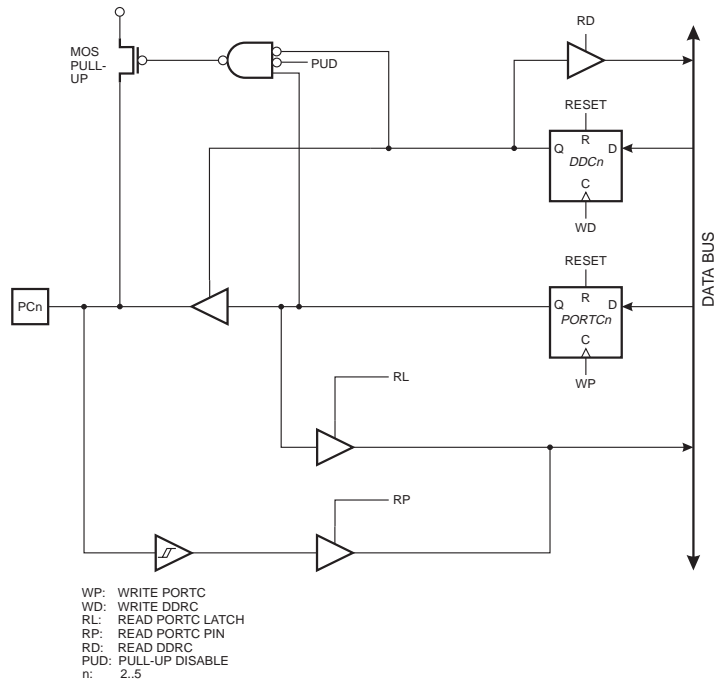 RD
MOS
PULL-
UP
PUD
RESET
R
Q
D
DDCn
C
WD
DATA BUS
RESET
R
Q
D
PORTCn
C
WP
PCn
RL
RP
WP: WRITE PORTC
WD: WRITE DDRC
RL: READ PORTC LATCH
RP: READ PORTC PIN
RD: READ DDRC
PUD: PULL-UP DISABLE
n: 2..5